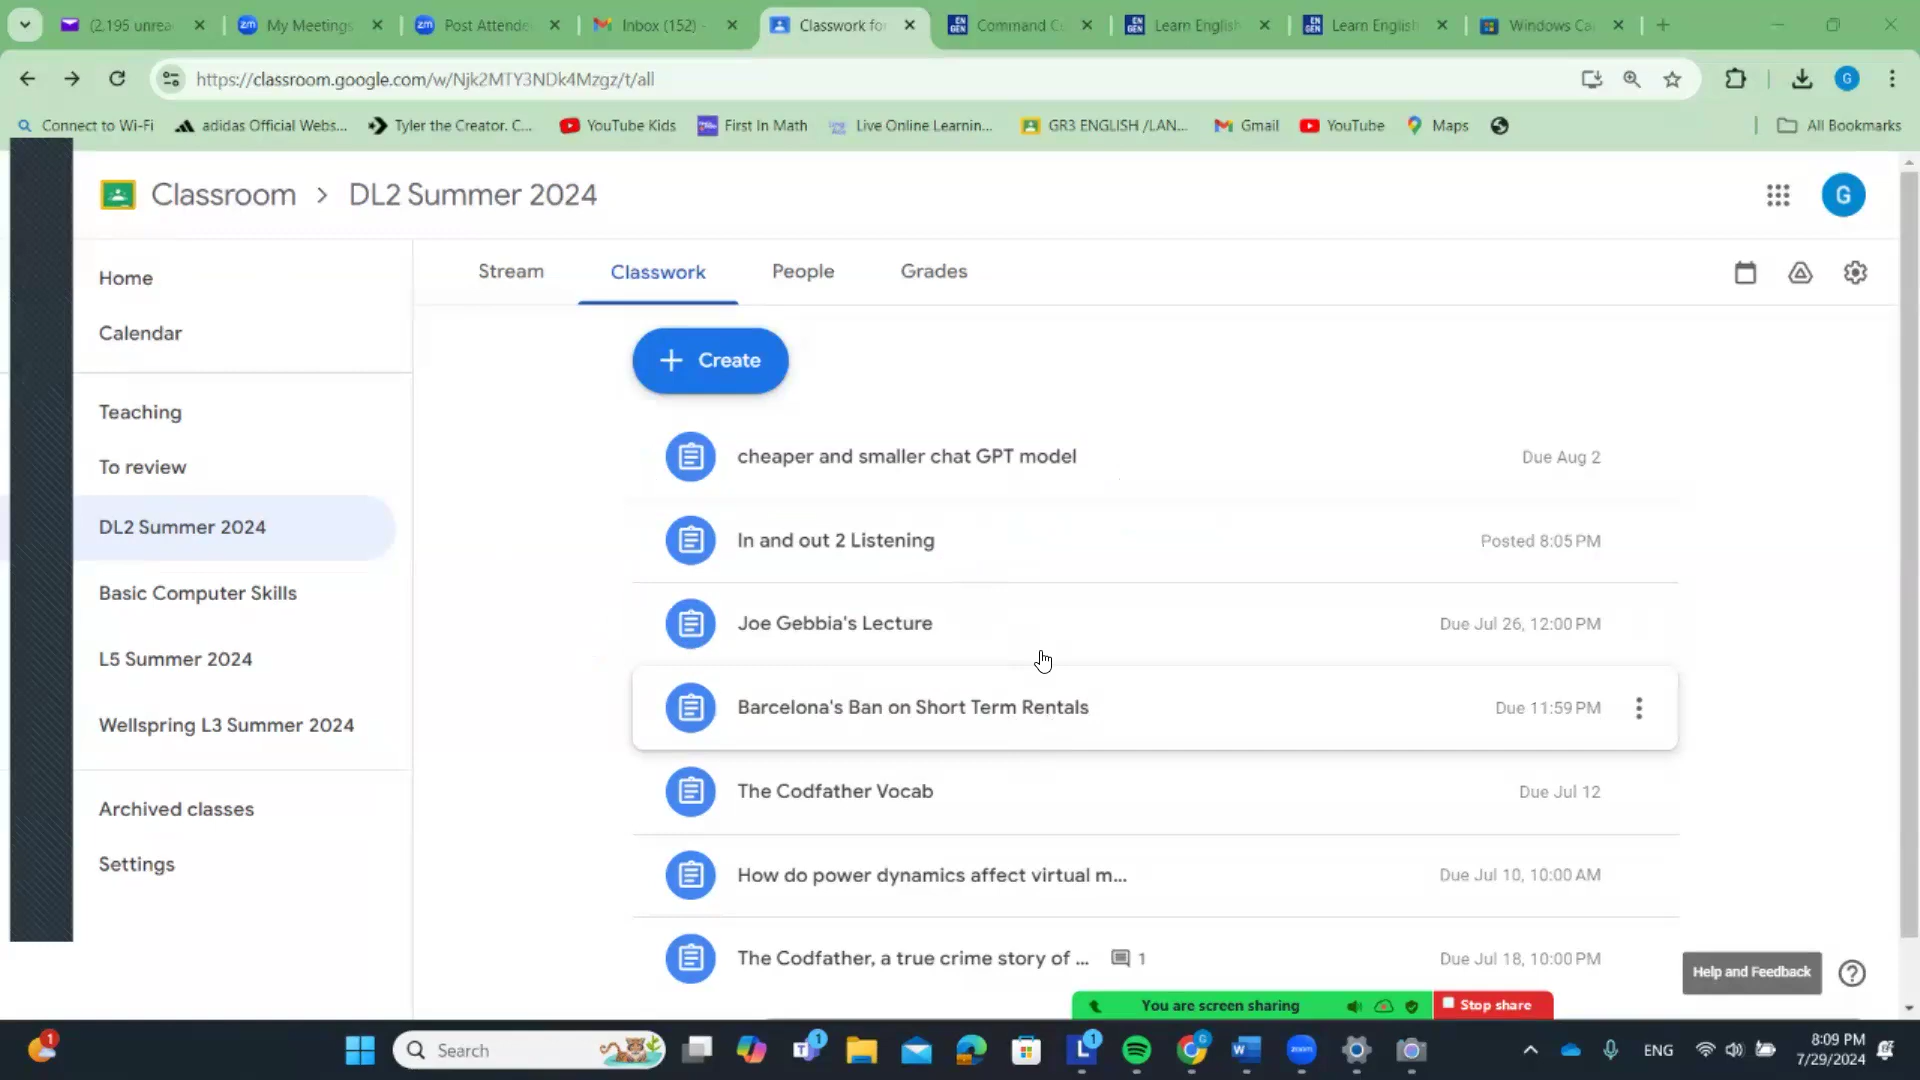 (2,195 unrea
My Meetings
Post Attende
Inbox (152) -
Classwork for
Command C
Learn English
Learn English
Windows Ca
https://classroom.google.com/w/Njk2MTY3NDk4Mzgz/t/all
G
Connect to Wi-Fi
adidas Official Webs...
Tyler the Creator. C...
YouTube Kids
First In Math
Live Online Learnin...
GR3 ENGLISH /LAN...
Gmail
YouTube
Maps
All Bookmarks
Classroom > DL2 Summer 2024
G
Home
Calendar
Teaching
To review
DL2 Summer 2024
Basic Computer Skills
L5 Summer 2024
Wellspring L3 Summer 2024
Archived classes
Settings
Stream
Classwork
People
Grades
+ Create
cheaper and smaller chat GPT model
Due Aug 2
In and out 2 Listening
Posted 8:05 PM
Joe Gebbia's Lecture
Due Jul 26, 12:00 PM
Barcelona's Ban on Short Term Rentals
Due 11:59 PM
The Codfather Vocab
Due Jul 12
How do power dynamics affect virtual m...
Due Jul 10, 10:00 AM
The Codfather, a true crime story of ...
1
Due Jul 18, 10:00 PM
Help and Feedback
You are screen sharing
Stop share
1
Search
1
1
ENG
8:09 PM
7/29/2024